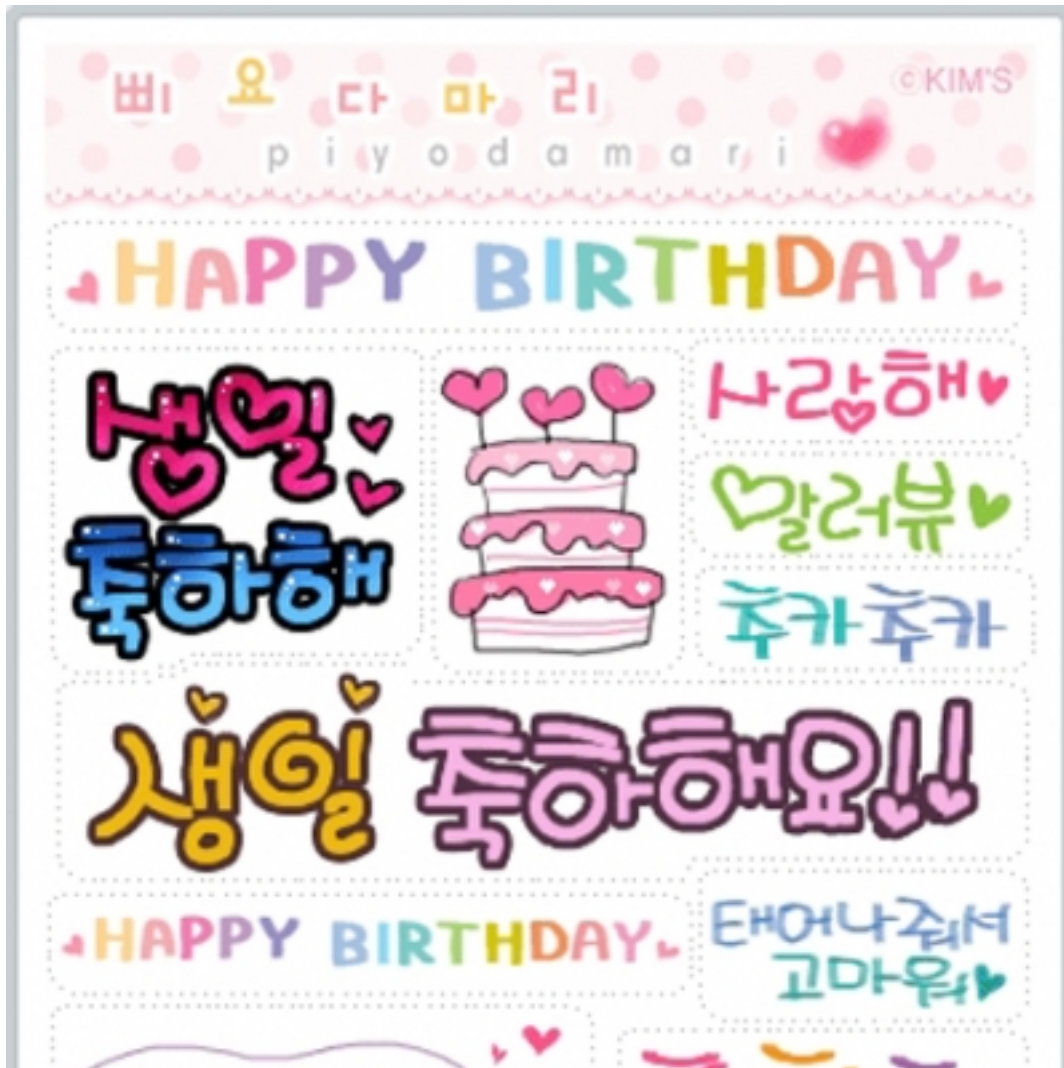 삐요다마리
©KIM'S
piyodamari
HAPPY BIRTHDAY
생일
축하해
사랑해
알러뷰
추카추카
생일 축하해요!!
HAPPY BIRTHDAY
태어나줘서
고마워